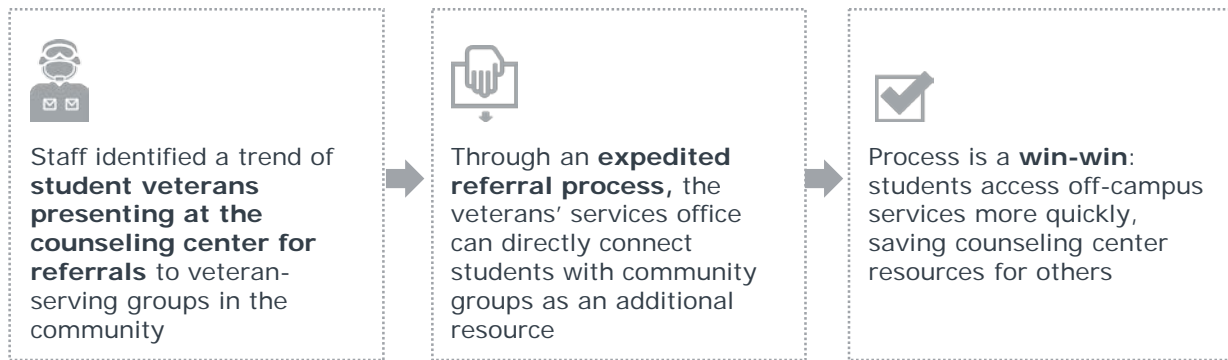 Staff identified a trend of
student veterans
presenting at the
counseling center for
referrals to veteran-
serving groups in the
community
Through an expedited
referral process, the
veterans' services office
can directly connect
students with community
groups as an additional
resource
Process is a win-win:
students access off-campus
services more quickly,
saving counseling center
resources for others